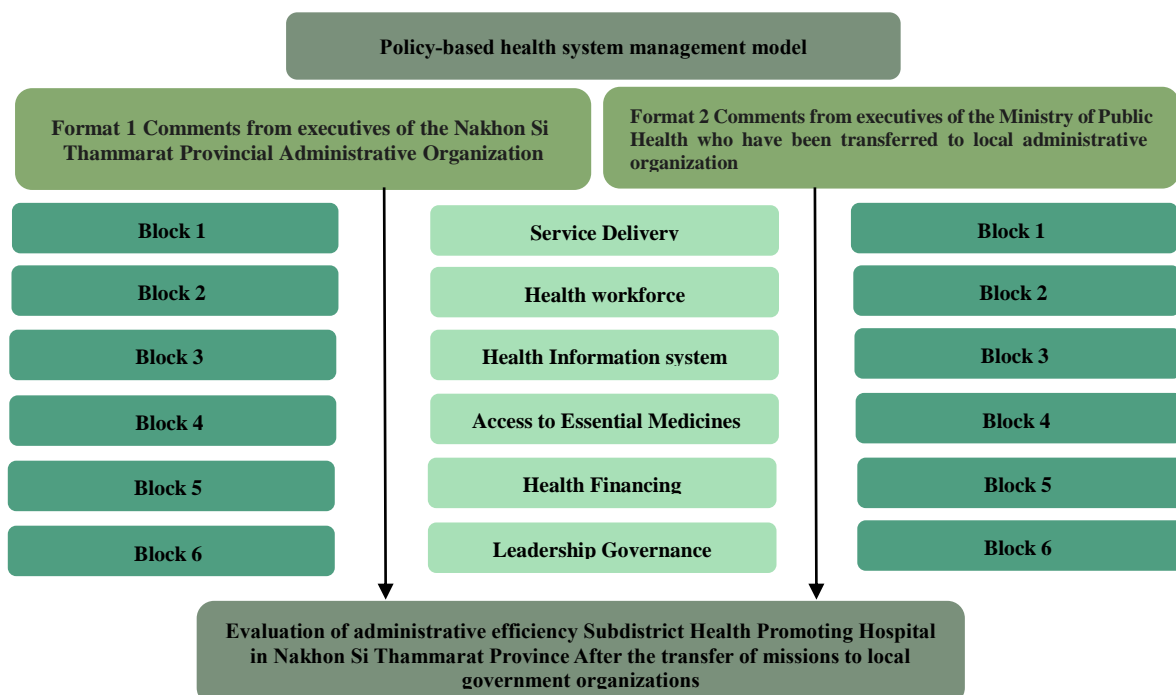 Policy-based health system management model
Format 1 Comments from executives of the Nakhon Si
Thammarat Provincial Administrative Organization
Format 2 Comments from executives of the Ministry of Public
Health who have been transferred to local administrative
organization
Block 1
Service Delivery
Block 1
Block 2
Health workforce
Block 2
Block 3
Health Information system
Block 3
Block 4
Access to Essential Medicines
Block 4
Block 5
Health Financing
Block 5
Block 6
Leadership Governance
Block 6
Evaluation of administrative efficiency Subdistrict Health Promoting Hospital
in Nakhon Si Thammarat Province After the transfer of missions to local
government organizations